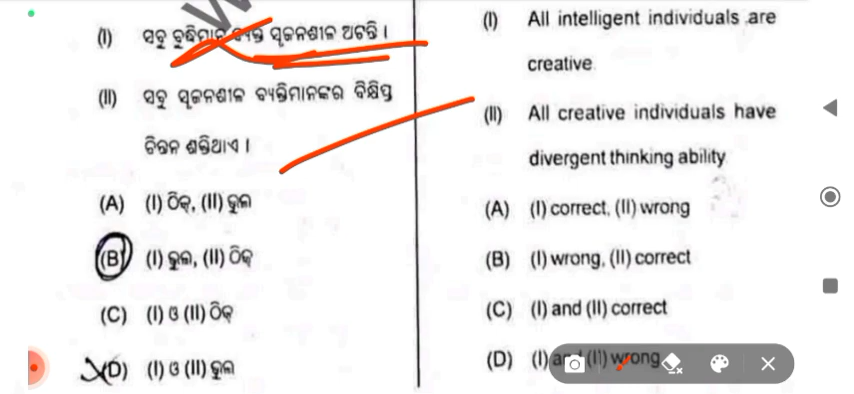 (I) ସବୁ ବୁଦ୍ଧିମାନ ବ୍ୟକ୍ତି ସୃଜନଶୀଳ ଅଟନ୍ତି ।
(II) ସବୁ ସୃଜନଶୀଳ ବ୍ୟକ୍ତିମାନଙ୍କର ବିକ୍ଷିପ୍ତ
ଚିନ୍ତନ ଶକ୍ତିଥାଏ ।
(A) (I) ଠିକ୍, (II) ଭୁଲ
(B) (I) ଭୁଲ, (II) ଠିକ୍
(C) (I) ଓ (II) ଠିକ୍
(D) (I) ଓ (II) ଭୁଲ
(I) All intelligent individuals are
creative.
(II) All creative individuals have
divergent thinking ability
(A) (I) correct, (II) wrong
(B) (I) wrong, (II) correct
(C) (I) and (II) correct
(D) (I) and (II) wrong